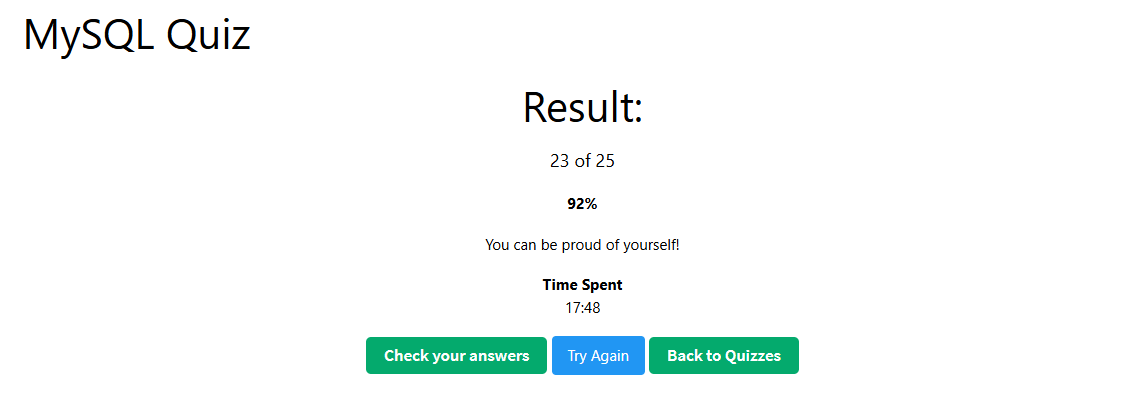 MySQL Quiz
Result:
23 of 25
92%
You can be proud of yourself!
Time Spent
17:48
Check your answers Try Again Back to Quizzes